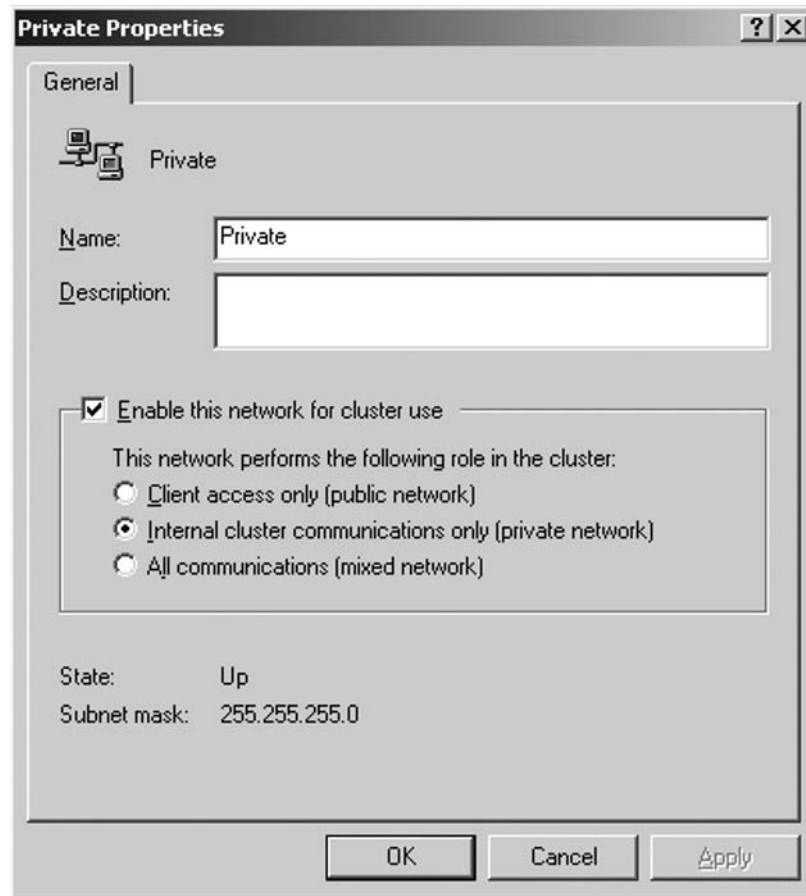 Private Properties
General
Private
Name: Private
Description:
Enable this network for cluster use
This network performs the following role in the cluster:
Client access only (public network)
Internal cluster communications only (private network)
All communications (mixed network)
State: Up
Subnet mask: 255.255.255.0
OK Cancel Apply